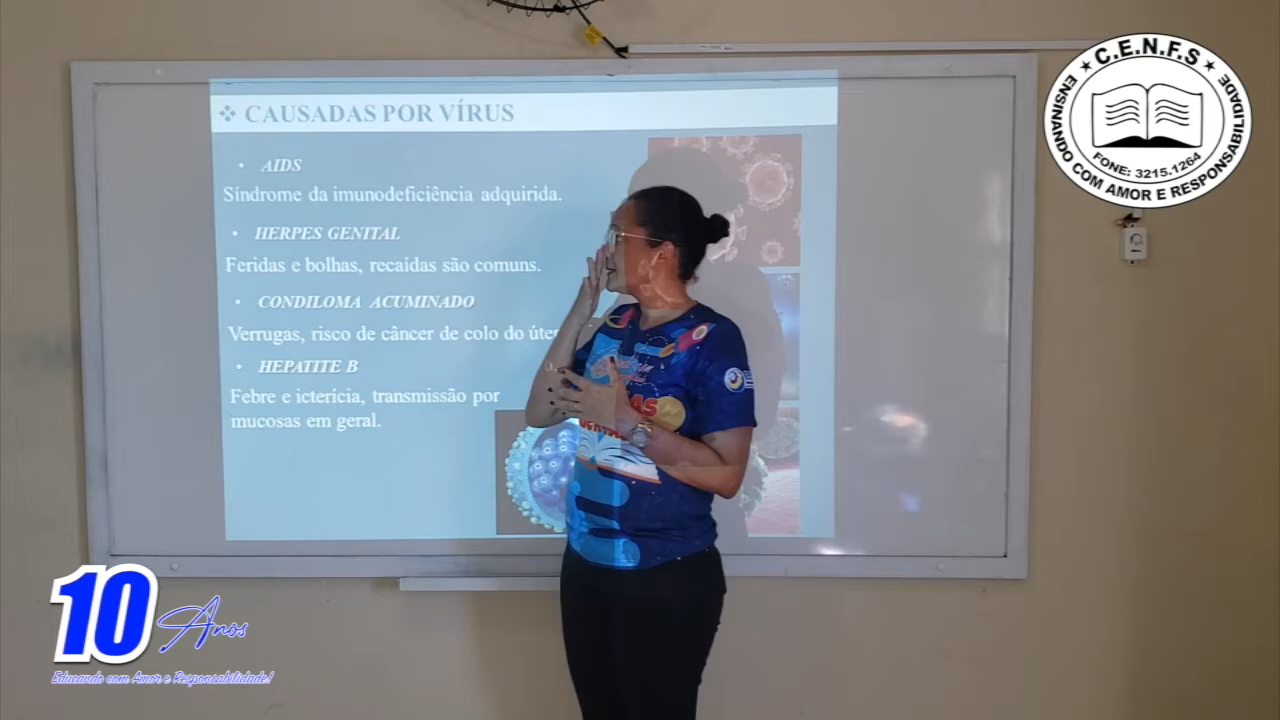 ❖ CAUSADAS POR VÍRUS
• AIDS
Síndrome da imunodeficiência adquirida.
• HERPES GENITAL
Feridas e bolhas, recaídas são comuns.
• CONDILOMA ACUMINADO
Verrugas, risco de câncer de colo do
• HEPATITE B
Febre e icterícia, transmissão por
mucosas em geral.
★ C.E.N.F.S ★
ENSINANDO COM AMOR E RESPONSABILIDADE
FONE: 3215.1264
10 Anos
Educando com Amor e Responsabilidade!